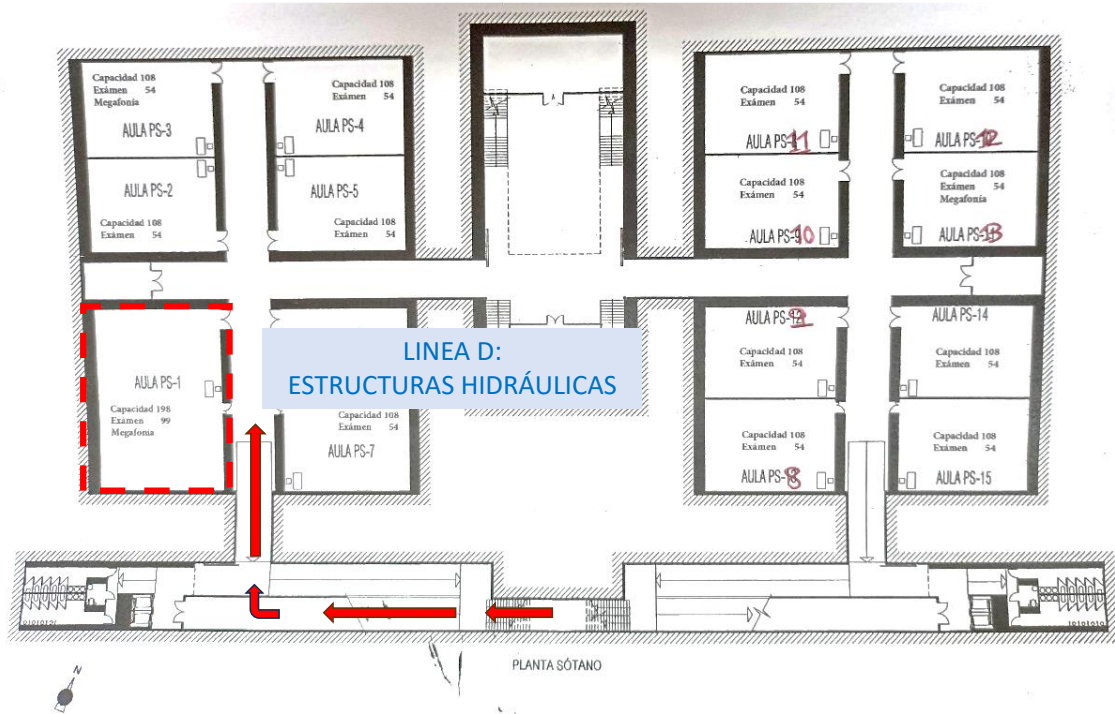 Capacidad 108
Exámen 54
Megafonía
AULA PS-3
Capacidad 108
Exámen 54
AULA PS-4
AULA PS-2
Capacidad 108
Exámen 54
AULA PS-5
Capacidad 108
Exámen 54
Capacidad 108
Exámen 54
AULA PS-11
Capacidad 108
Exámen 54
AULA PS-12
Capacidad 108
Exámen 54
AULA PS-10
Capacidad 108
Exámen 54
Megafonía
AULA PS-13
AULA PS-1
Capacidad 198
Exámen 99
Megafonía
LINEA D:
ESTRUCTURAS HIDRÁULICAS
Capacidad 108
Exámen 54
AULA PS-7
AULA PS-9
Capacidad 108
Exámen 54
AULA PS-14
Capacidad 108
Exámen 54
Capacidad 108
Exámen 54
AULA PS-8
Capacidad 108
Exámen 54
AULA PS-15
PLANTA SÓTANO
N